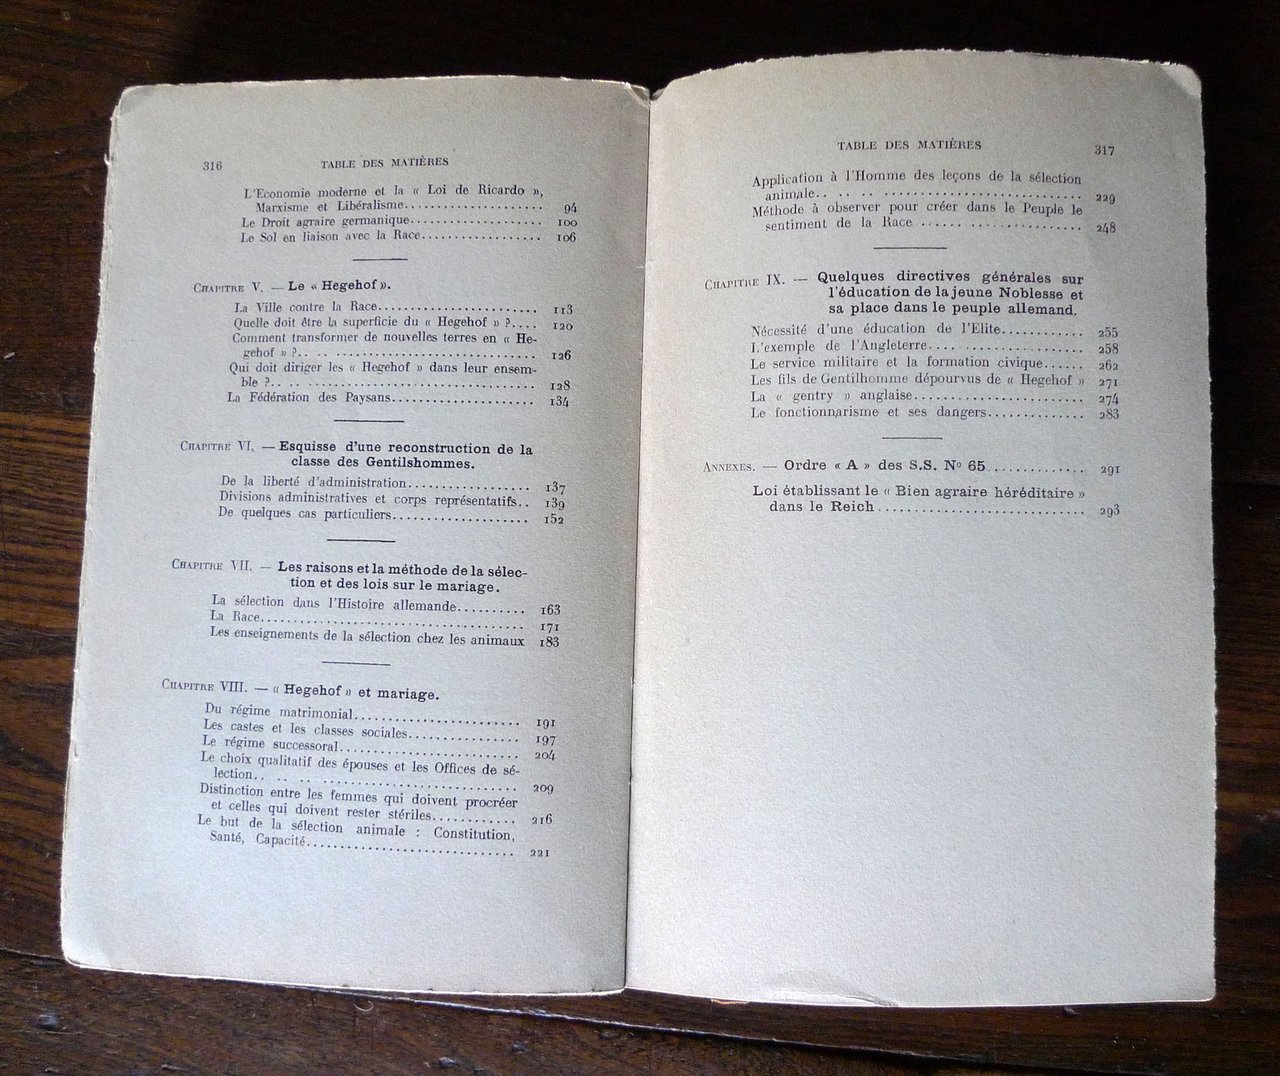 316 TABLE DES MATIÈRES
L'Economie moderne et la « Loi de Ricardo »,
Marxisme et Libéralisme..................... 94
Le Droit agraire germanique.................... 100
Le Sol en liaison avec la Race.................. 106
CHAPITRE V. — Le « Hegehof ».
La Ville contre la Race........................ 113
Quelle doit être la superficie du « Hegehof » ?.... 120
Comment transformer de nouvelles terres en « He-
gehof » ?.. .. ........................... 126
Qui doit diriger les « Hegehof » dans leur ensem-
ble ?.. .. .............................. 128
La Fédération des Paysans..................... 134
CHAPITRE VI. — Esquisse d'une reconstruction de la
classe des Gentilshommes.
De la liberté d'administration.................. 137
Divisions administratives et corps représentatifs.. 139
De quelques cas particuliers.................... 152
CHAPITRE VII. — Les raisons et la méthode de la sélec-
tion et des lois sur le mariage.
La sélection dans l'Histoire allemande.......... 163
La Race...................................... 171
Les enseignements de la sélection chez les animaux 183
CHAPITRE VIII. — « Hegehof » et mariage.
Du régime matrimonial........................ 191
Les castes et les classes sociales................ 197
Le régime successoral......................... 204
Le choix qualitatif des épouses et les Offices de sé-
lection.. .. .. ............................ 209
Distinction entre les femmes qui doivent procréer
et celles qui doivent rester stériles............ 216
Le but de la sélection animale : Constitution,
Santé, Capacité............................. 221
TABLE DES MATIÈRES 317
Application à l'Homme des leçons de la sélection
animale.. .. .. .......................... 229
Méthode à observer pour créer dans le Peuple le
sentiment de la Race ...................... 248
CHAPITRE IX. — Quelques directives générales sur
l'éducation de la jeune Noblesse et
sa place dans le peuple allemand.
Nécessité d'une éducation de l'Elite............ 255
L'exemple de l'Angleterre.. .. ................ 258
Le service militaire et la formation civique...... 262
Les fils de Gentilhomme dépourvus de « Hegehof » 271
La « gentry » anglaise......................... 274
Le fonctionnarisme et ses dangers.............. 283
ANNEXES. — Ordre « A » des S.S. N° 65.............. 291
Loi établissant le « Bien agraire héréditaire »
dans le Reich............................. 293